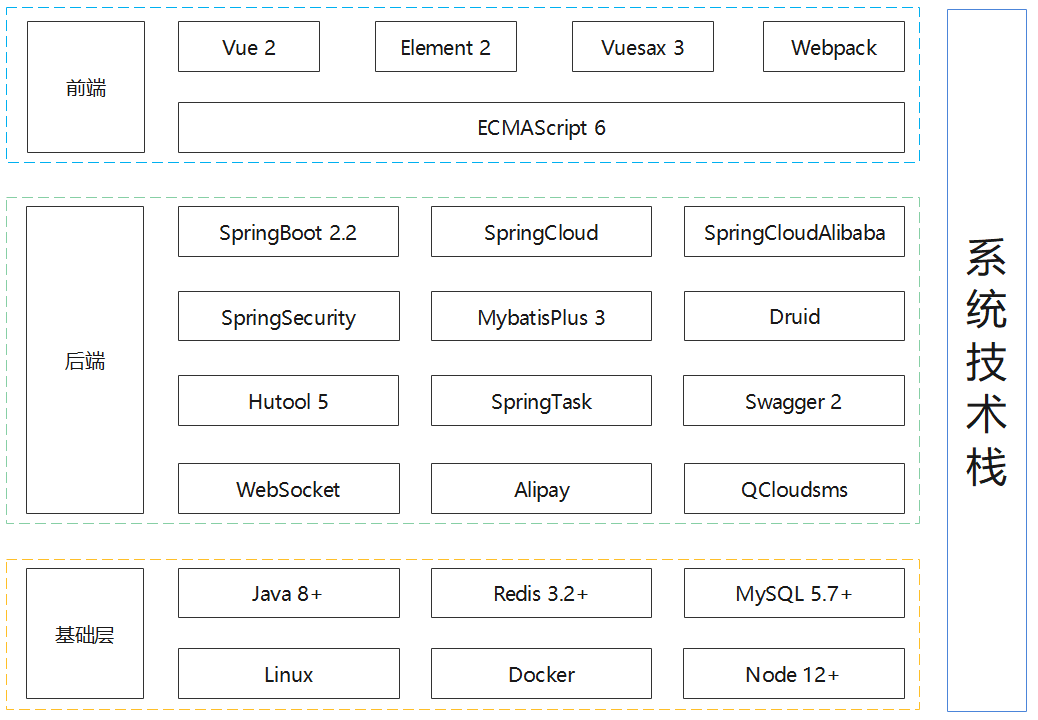 前端
Vue 2
Element 2
Vuesax 3
Webpack
ECMAScript 6
后端
SpringBoot 2.2
SpringCloud
SpringCloudAlibaba
SpringSecurity
MybatisPlus 3
Druid
Hutool 5
SpringTask
Swagger 2
WebSocket
Alipay
QCloudsms
基础层
Java 8+
Redis 3.2+
MySQL 5.7+
Linux
Docker
Node 12+
系统技术栈